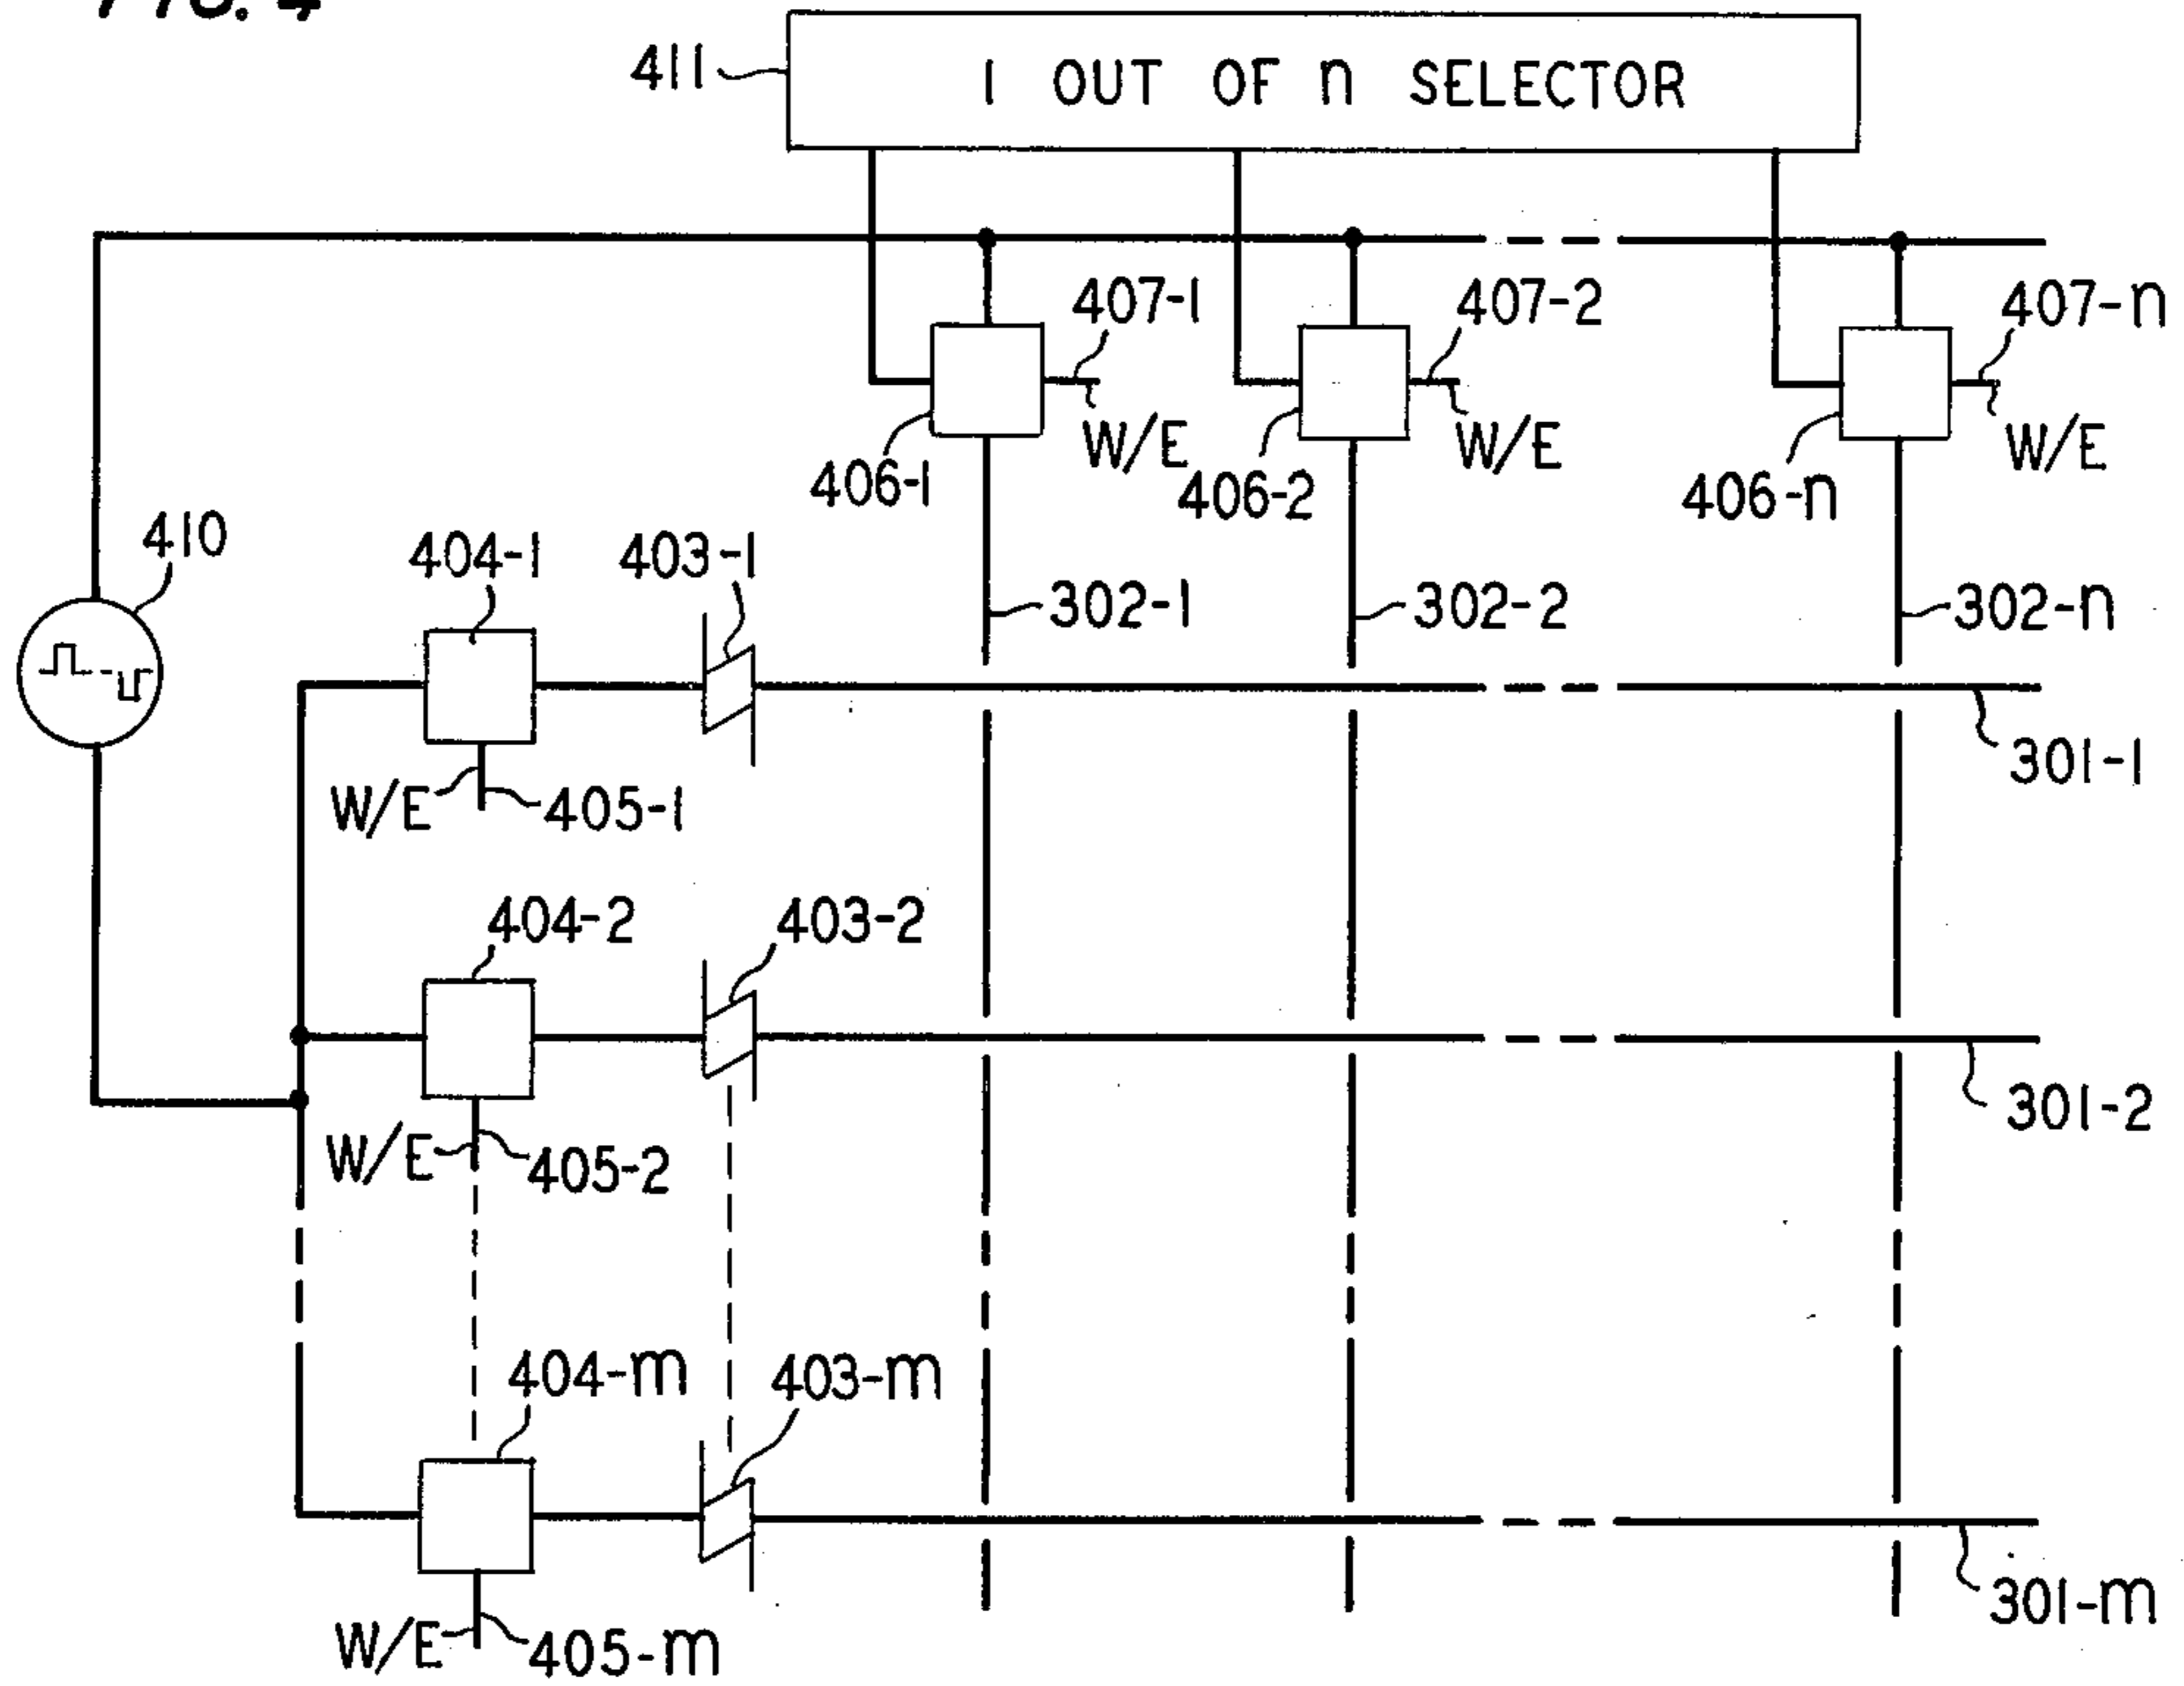 FIG. 4
411
1 OUT OF n SELECTOR
407-1
407-2
407-n
W/E
W/E
W/E
406-1
406-2
406-n
410
404-1
403-1
302-1
302-2
302-n
301-1
W/E
405-1
404-2
403-2
301-2
W/E
405-2
404-m
403-m
301-m
W/E
405-m